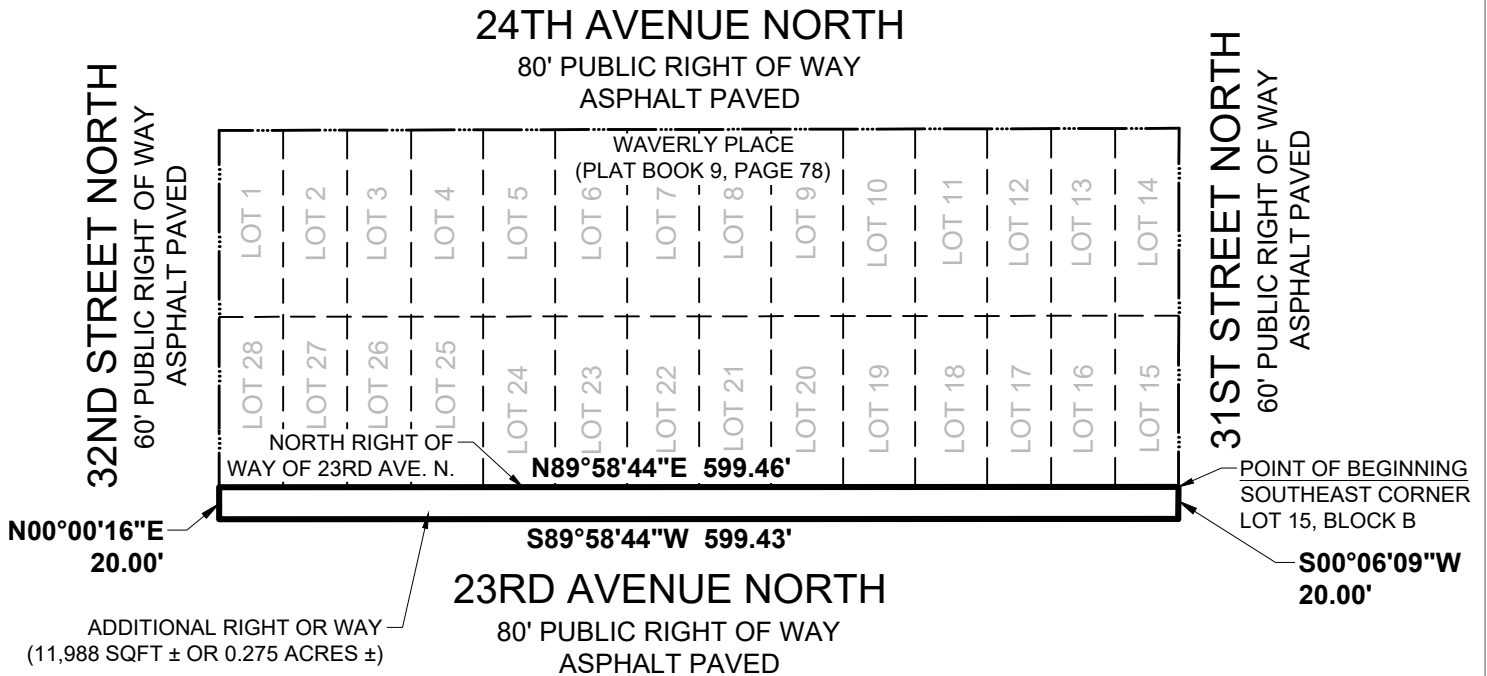 24TH AVENUE NORTH
80' PUBLIC RIGHT OF WAY
ASPHALT PAVED
32ND STREET NORTH
60' PUBLIC RIGHT OF WAY
ASPHALT PAVED
WAVERLY PLACE
(PLAT BOOK 9, PAGE 78)
LOT 1
LOT 2
LOT 3
LOT 4
LOT 5
LOT 6
LOT 7
LOT 8
LOT 9
LOT 10
LOT 11
LOT 12
LOT 13
LOT 14
31ST STREET NORTH
60' PUBLIC RIGHT OF WAY
ASPHALT PAVED
LOT 28
LOT 27
LOT 26
LOT 25
LOT 24
LOT 23
LOT 22
LOT 21
LOT 20
LOT 19
LOT 18
LOT 17
LOT 16
LOT 15
NORTH RIGHT OF
WAY OF 23RD AVE. N.
N89°58'44"E 599.46'
POINT OF BEGINNING
SOUTHEAST CORNER
LOT 15, BLOCK B
N00°00'16"E
20.00'
S89°58'44"W 599.43'
S00°06'09"W
20.00'
23RD AVENUE NORTH
80' PUBLIC RIGHT OF WAY
ASPHALT PAVED
ADDITIONAL RIGHT OR WAY
(11,988 SQFT ± OR 0.275 ACRES ±)